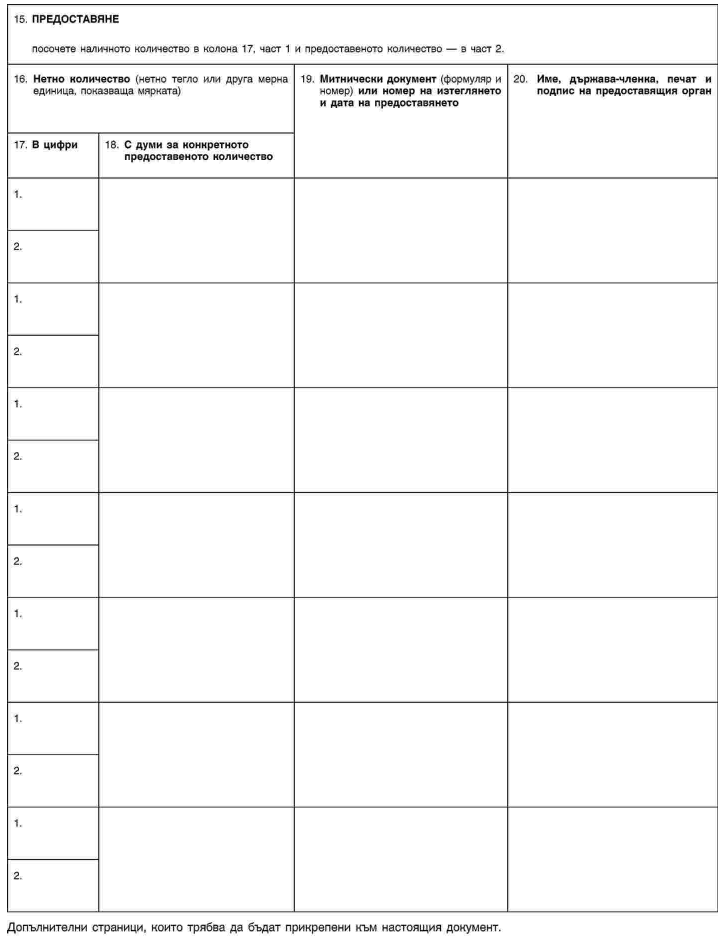 15. ПРЕДОСТАВЯНЕ
посочете наличното количество в колона 17, част 1 и предоставеното количество — в част 2.
16. Нетно количество (нетно тегло или друга мерна
единица, показваща мярката)
19. Митнически документ (формуляр и
номер) или номер на изтеглянето
и дата на предоставянето
20. Име, държава-членка, печат и
подпис на предоставящия орган
17. В цифри
18. С думи за конкретното
предоставеното количество
1.
2.
1.
2.
1.
2.
1.
2.
1.
2.
1.
2.
1.
2.
Допълнителни страници, които трябва да бъдат прикрепени към настоящия документ.